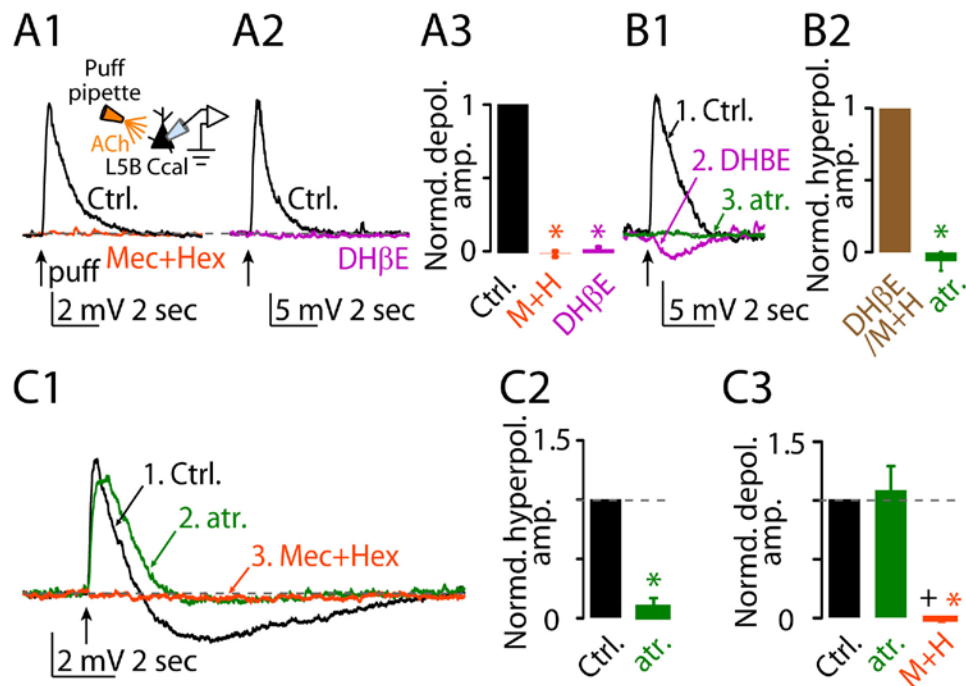 A1
A2
A3
B1
B2
Puff
pipette
ACh
L5B Ccal
Ctrl.
Mec+Hex
puff
2 mV 2 sec
Ctrl.
DHβE
5 mV 2 sec
Normd. depol.
amp.
1
0
*
*
Ctrl.
M+H
DHβE
1. Ctrl.
2. DHBE
3. atr.
5 mV 2 sec
Normd. hyperpol.
amp.
1
0
*
DHβE
/M+H
atr.
C1
C2
C3
1. Ctrl.
2. atr.
3. Mec+Hex
2 mV 2 sec
Normd. hyperpol.
amp.
1.5
0
*
Ctrl.
atr.
Normd. depol.
amp.
1.5
0
+ *
Ctrl.
atr.
M+H